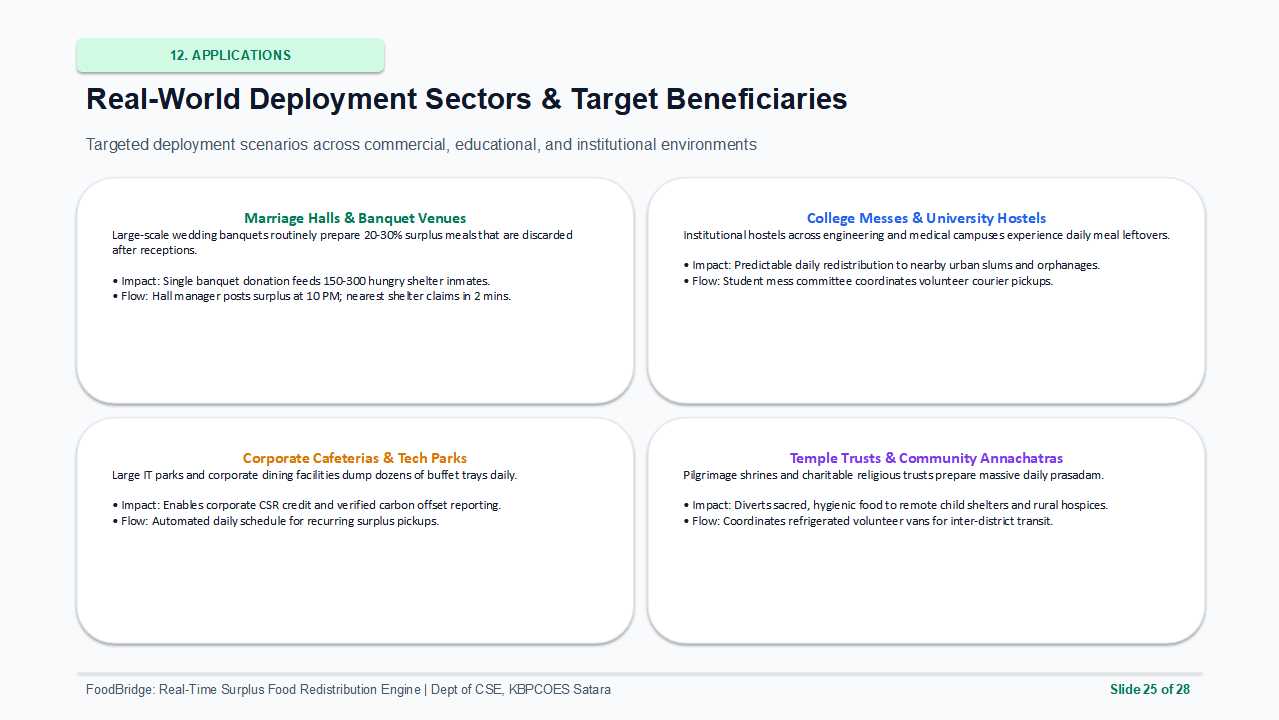 12. APPLICATIONS
Real-World Deployment Sectors & Target Beneficiaries
Targeted deployment scenarios across commercial, educational, and institutional environments
Marriage Halls & Banquet Venues
Large-scale wedding banquets routinely prepare 20-30% surplus meals that are discarded
after receptions.
• Impact: Single banquet donation feeds 150-300 hungry shelter inmates.
• Flow: Hall manager posts surplus at 10 PM; nearest shelter claims in 2 mins.
College Messes & University Hostels
Institutional hostels across engineering and medical campuses experience daily meal leftovers.
• Impact: Predictable daily redistribution to nearby urban slums and orphanages.
• Flow: Student mess committee coordinates volunteer courier pickups.
Corporate Cafeterias & Tech Parks
Large IT parks and corporate dining facilities dump dozens of buffet trays daily.
• Impact: Enables corporate CSR credit and verified carbon offset reporting.
• Flow: Automated daily schedule for recurring surplus pickups.
Temple Trusts & Community Annachatras
Pilgrimage shrines and charitable religious trusts prepare massive daily prasadam.
• Impact: Diverts sacred, hygienic food to remote child shelters and rural hospices.
• Flow: Coordinates refrigerated volunteer vans for inter-district transit.
FoodBridge: Real-Time Surplus Food Redistribution Engine | Dept of CSE, KBPCOES Satara
Slide 25 of 28